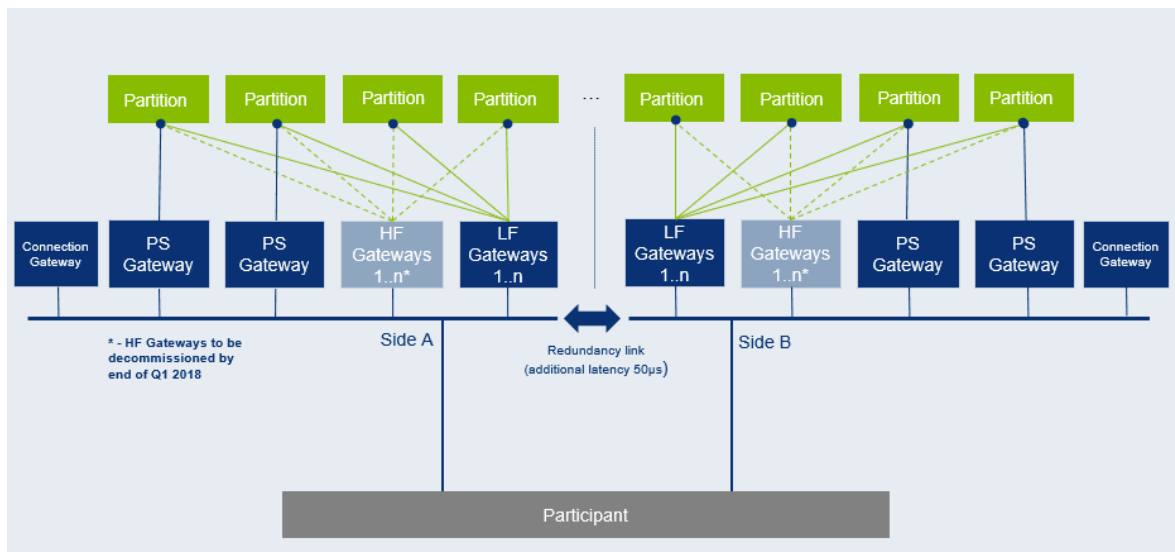 Partition
Partition
Partition
Partition
...
Partition
Partition
Partition
Partition
Connection
Gateway
PS
Gateway
PS
Gateway
HF
Gateways
1..n*
LF
Gateways
1..n
LF
Gateways
1..n
HF
Gateways
1..n*
PS
Gateway
PS
Gateway
Connection
Gateway
* - HF Gateways to be
decommissioned by
end of Q1 2018
Side A
Redundancy link
(additional latency 50µs)
Side B
Participant